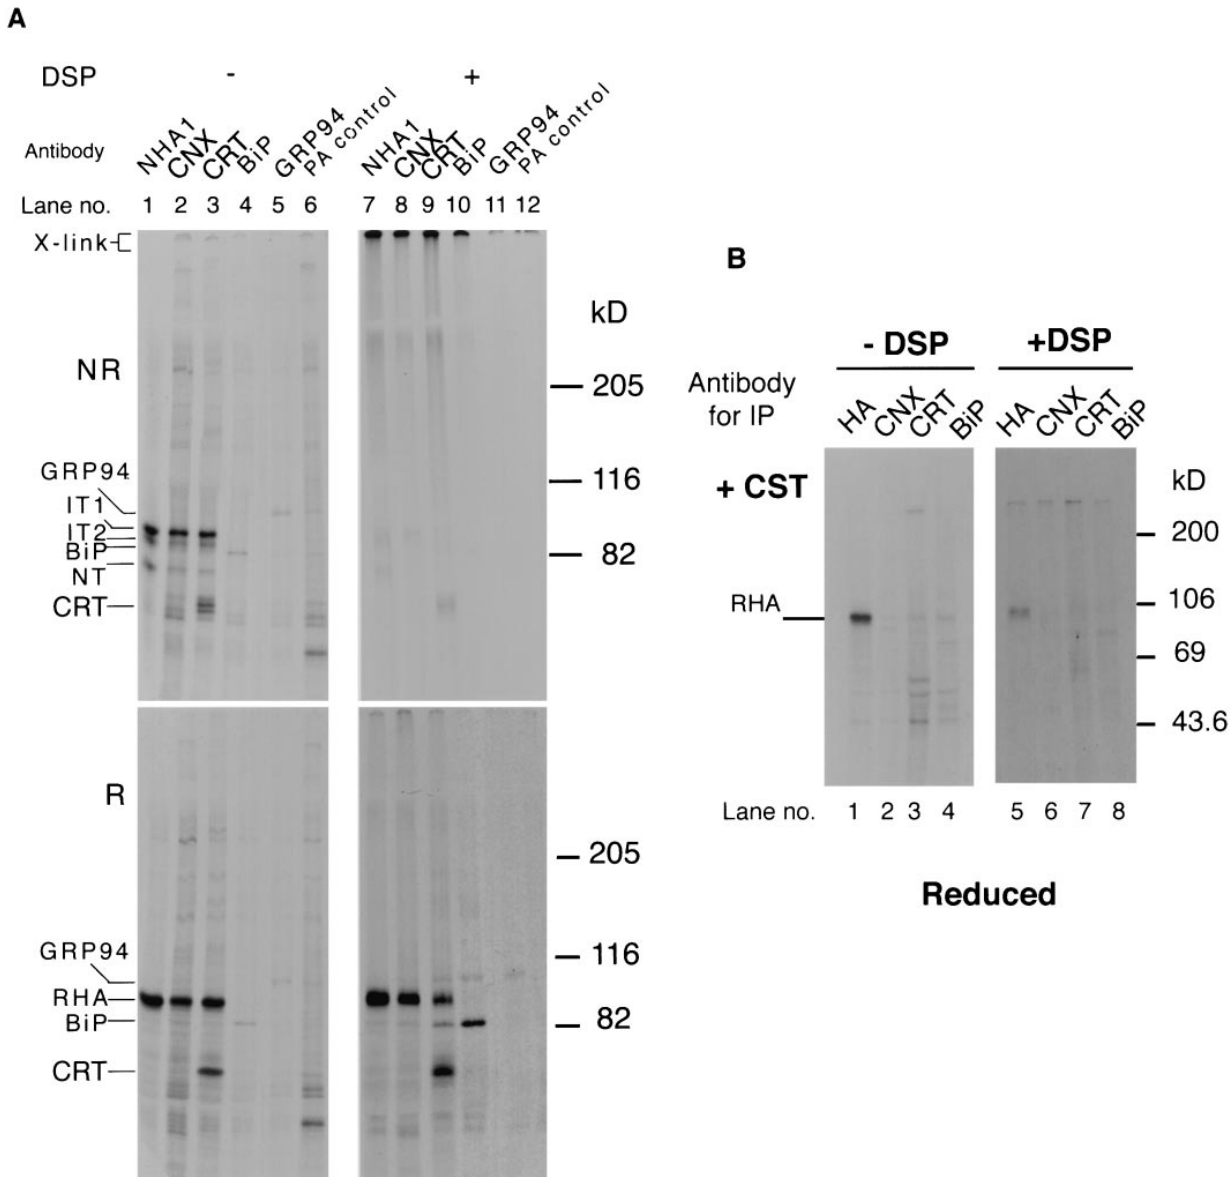 A
DSP - +
Antibody NHA1 CNX CRT BiP GRP94 PA control NHA1 CNX CRT BiP GRP94 PA control
Lane no. 1 2 3 4 5 6 7 8 9 10 11 12
X-link
kD
NR
205
GRP94
116
IT1
IT2
BiP
82
NT
CRT
R
205
GRP94
116
RHA
BiP
82
CRT
B
- DSP +DSP
Antibody
for IP
HA CNX CRT BiP HA CNX CRT BiP
+ CST
kD
200
RHA
106
69
43.6
Lane no. 1 2 3 4 5 6 7 8
Reduced